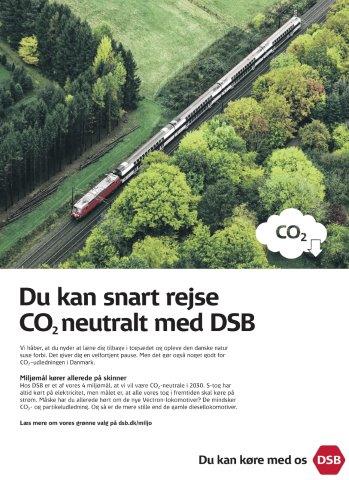 CO₂
Du kan snart rejse
CO₂ neutralt med DSB
Vi håber, at du nyder at læne dig tilbage i togsædet og opleve den danske natur
suse forbi. Det giver dig en velfortjent pause. Men det gør også noget godt for
CO₂-udledningen i Danmark.
Miljømål kører allerede på skinner
Hos DSB er et af vores 4 miljømål, at vi vil være CO₂-neutrale i 2030. S-tog har
altid kørt på elektricitet, men målet er, at alle vores tog i fremtiden skal køre på
strøm. Måske har du allerede hørt om de nye Vectron-lokomotiver? De mindsker
CO₂- og partikeludledning. Og så er de mere stille end de gamle diesellokomotiver.
Læs mere om vores grønne valg på dsb.dk/miljo
Du kan køre med os DSB